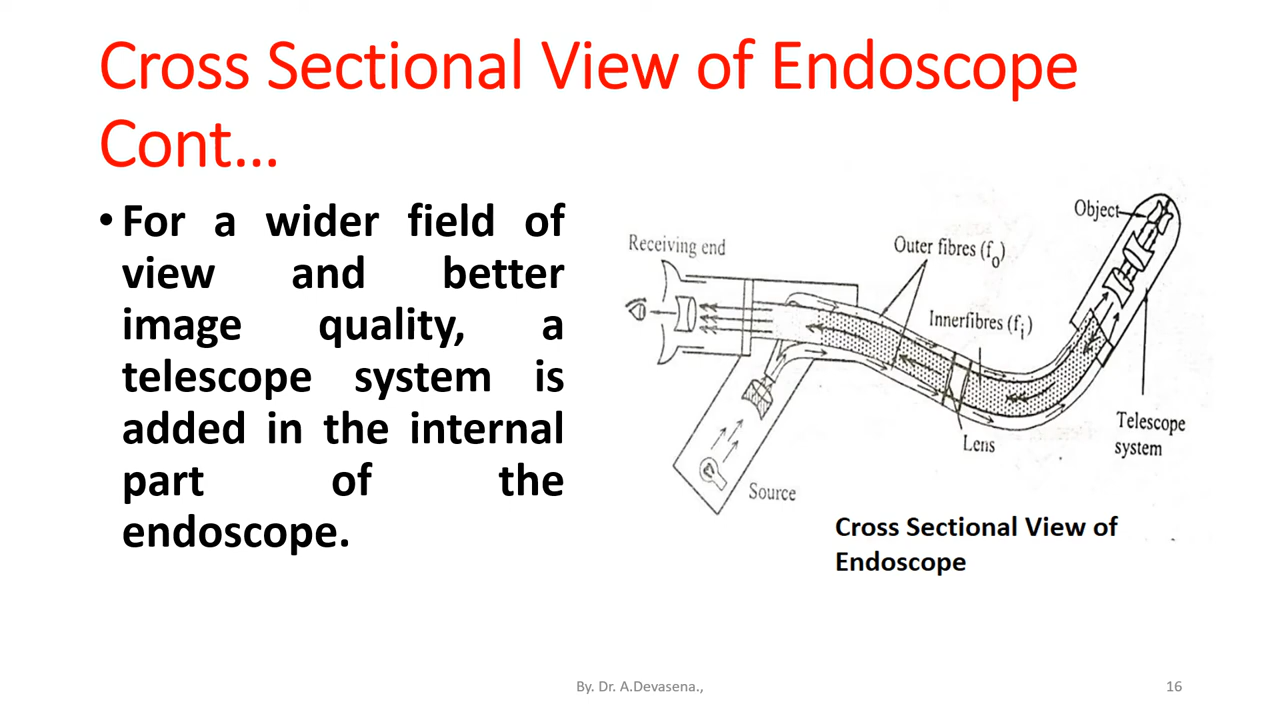 Cross Sectional View of Endoscope
Cont...
• For a wider field of
view and better
image quality, a
telescope system is
added in the internal
part of the
endoscope.
Receiving end
Outer fibres (fo)
Object
Innerfibres (fi)
Lens
Telescope
system
Source
Cross Sectional View of
Endoscope
By. Dr. A.Devasena.,
16